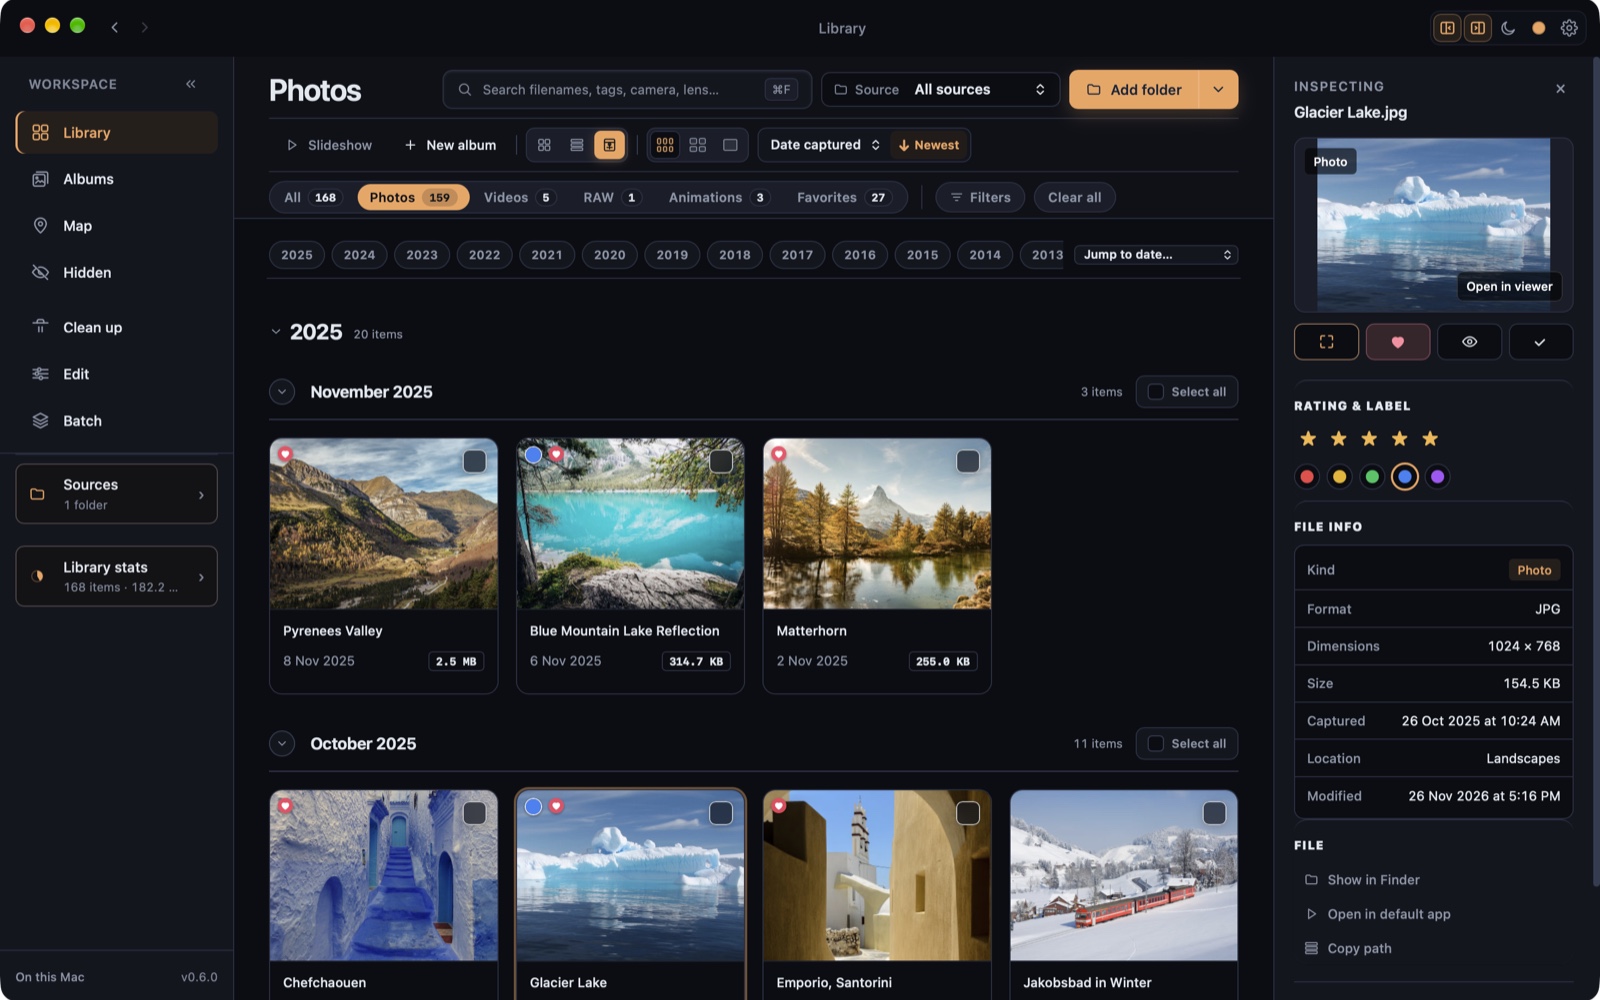 Library
WORKSPACE
Library
Albums
Map
Hidden
Clean up
Edit
Batch
Sources
1 folder
Library stats
168 items · 182.2 ...
On this Mac v0.6.0
Photos
Search filenames, tags, camera, lens... ⌘F
Source All sources
Add folder
Slideshow
New album
Date captured
Newest
All 168
Photos 159
Videos 5
RAW 1
Animations 3
Favorites 27
Filters
Clear all
2025 2024 2023 2022 2021 2020 2019 2018 2017 2016 2015 2014 2013
Jump to date...
2025 20 items
November 2025 3 items Select all
Pyrenees Valley
8 Nov 2025 2.5 MB
Blue Mountain Lake Reflection
6 Nov 2025 314.7 KB
Matterhorn
2 Nov 2025 255.0 KB
October 2025 11 items Select all
Chefchaouen
Glacier Lake
Emporio, Santorini
Jakobsbad in Winter
INSPECTING
Glacier Lake.jpg
Photo
Open in viewer
RATING & LABEL
FILE INFO
Kind Photo
Format JPG
Dimensions 1024 × 768
Size 154.5 KB
Captured 26 Oct 2025 at 10:24 AM
Location Landscapes
Modified 26 Nov 2026 at 5:16 PM
FILE
Show in Finder
Open in default app
Copy path